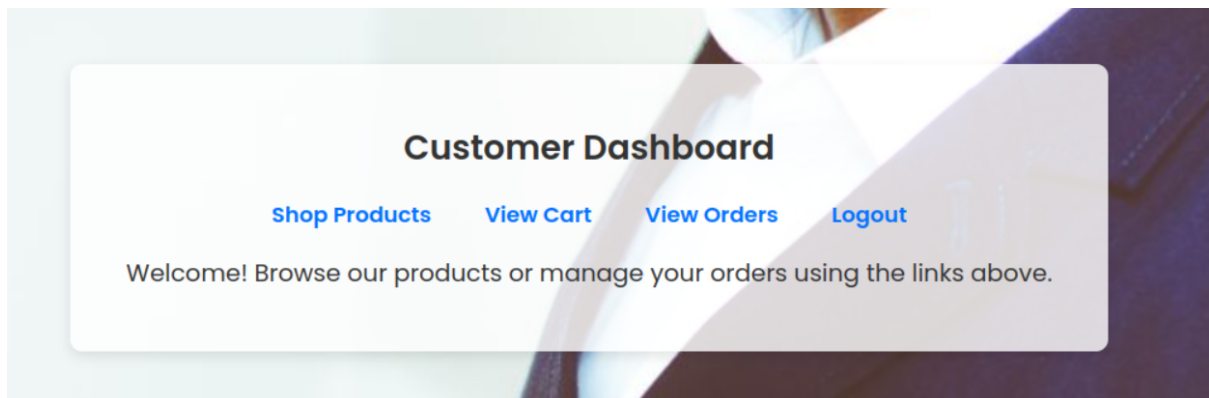 Customer Dashboard
Shop Products View Cart View Orders Logout
Welcome! Browse our products or manage your orders using the links above.